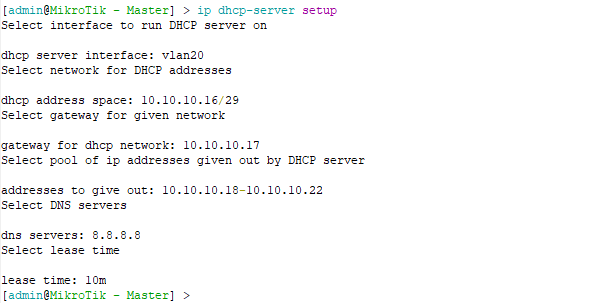 [admin@MikroTik - Master] > ip dhcp-server setup
Select interface to run DHCP server on
dhcp server interface: vlan20
Select network for DHCP addresses
dhcp address space: 10.10.10.16/29
Select gateway for given network
gateway for dhcp network: 10.10.10.17
Select pool of ip addresses given out by DHCP server
addresses to give out: 10.10.10.18-10.10.10.22
Select DNS servers
dns servers: 8.8.8.8
Select lease time
lease time: 10m
[admin@MikroTik - Master] >